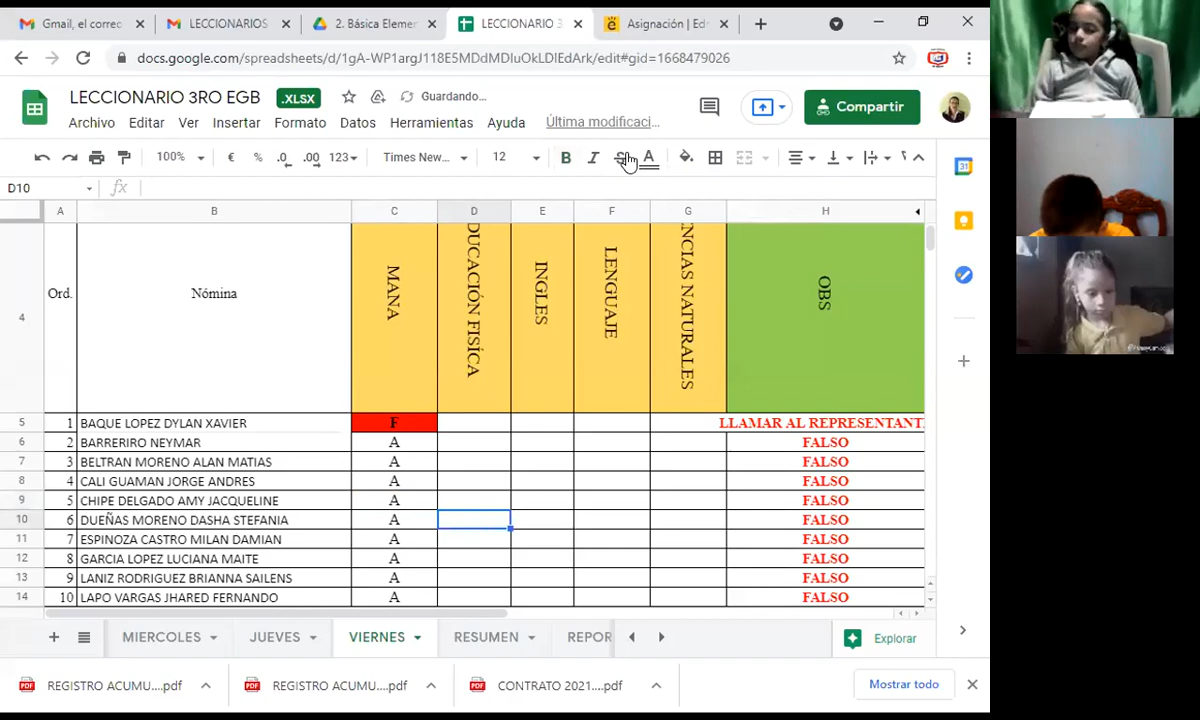 Gmail, el correc
LECCIONARIOS
2. Básica Elemer
LECCIONARIO 3
Asignación | Edr
docs.google.com/spreadsheets/d/1gA-WP1argJ118E5MDdMDIuOkLDlEdArk/edit#gid=1668479026
LECCIONARIO 3RO EGB
.XLSX
Guardando...
Compartir
Archivo
Editar
Ver
Insertar
Formato
Datos
Herramientas
Ayuda
Última modificaci...
100%
€
%
.0
.00
123
Times New...
12
B
I
S
A
31
D10
fx
A
B
C
D
E
F
G
H
4
Ord.
Nómina
MANA
DUCACIÓN FISÍCA
INGLES
LENGUAJE
NCIAS NATURALES
OBS
5 1 BAQUE LOPEZ DYLAN XAVIER F LLAMAR AL REPRESENTANT
6 2 BARRERIRO NEYMAR A FALSO
7 3 BELTRAN MORENO ALAN MATIAS A FALSO
8 4 CALI GUAMAN JORGE ANDRES A FALSO
9 5 CHIPE DELGADO AMY JACQUELINE A FALSO
10 6 DUEÑAS MORENO DASHA STEFANIA A FALSO
11 7 ESPINOZA CASTRO MILAN DAMIAN A FALSO
12 8 GARCIA LOPEZ LUCIANA MAITE A FALSO
13 9 LANIZ RODRIGUEZ BRIANNA SAILENS A FALSO
14 10 LAPO VARGAS JHARED FERNANDO A FALSO
MIERCOLES
JUEVES
VIERNES
RESUMEN
REPOR
Explorar
REGISTRO ACUMU....pdf
REGISTRO ACUMU....pdf
CONTRATO 2021....pdf
Mostrar todo